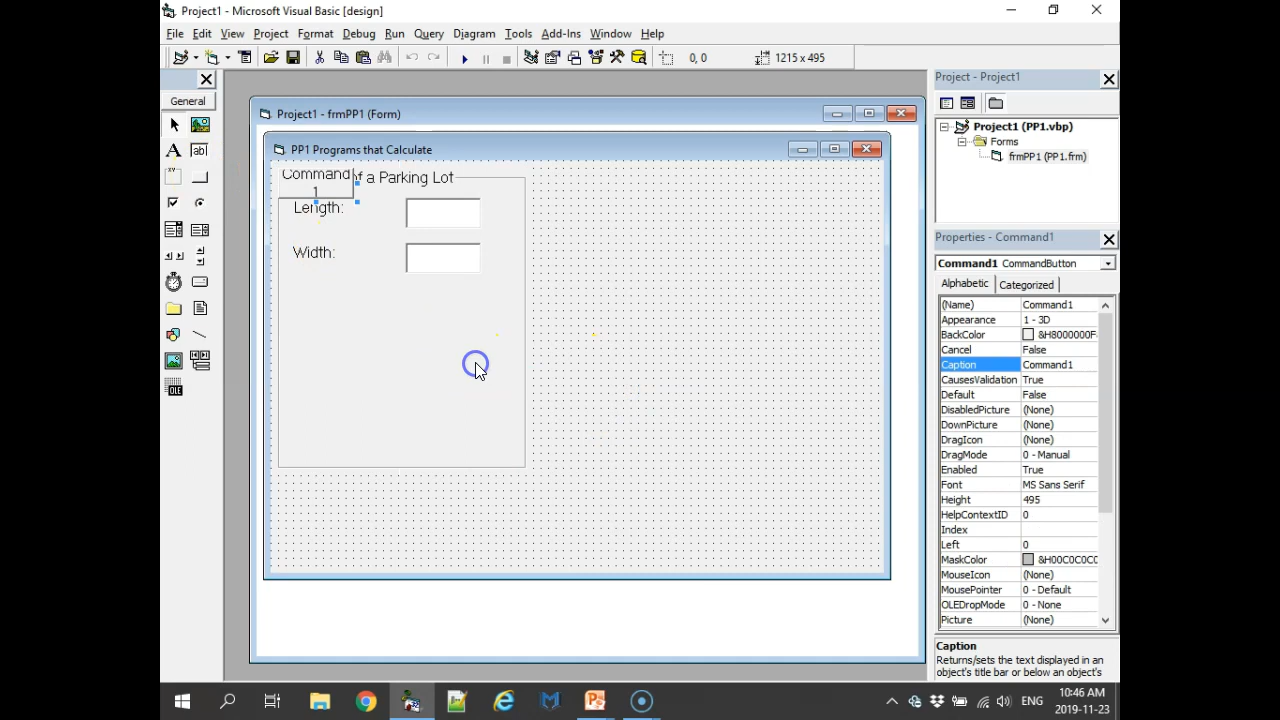 Project1 - Microsoft Visual Basic [design]
File Edit View Project Format Debug Run Query Diagram Tools Add-Ins Window Help
0, 0 1215 x 495
General
Project1 - frmPP1 (Form)
PP1 Programs that Calculate
Command
1
of a Parking Lot
Length:
Width:
A
ab|
XY
OLE
Project - Project1
Project1 (PP1.vbp)
Forms
frmPP1 (PP1.frm)
Properties - Command1
Command1 CommandButton
Alphabetic Categorized
(Name) Command1
Appearance 1 - 3D
BackColor &H8000000F
Cancel False
Caption Command1
CausesValidation True
Default False
DisabledPicture (None)
DownPicture (None)
DragIcon (None)
DragMode 0 - Manual
Enabled True
Font MS Sans Serif
Height 495
HelpContextID 0
Index
Left 0
MaskColor &H00C0C0C0
MouseIcon (None)
MousePointer 0 - Default
OLEDropMode 0 - None
Picture (None)
Caption
Returns/sets the text displayed in an
object's title bar or below an object's
ENG
10:46 AM
2019-11-23